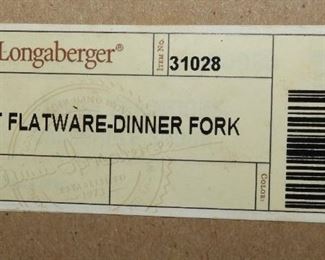 Longaberger®
ITEM NO.
31028
T FLATWARE-DINNER FORK
COLOR: